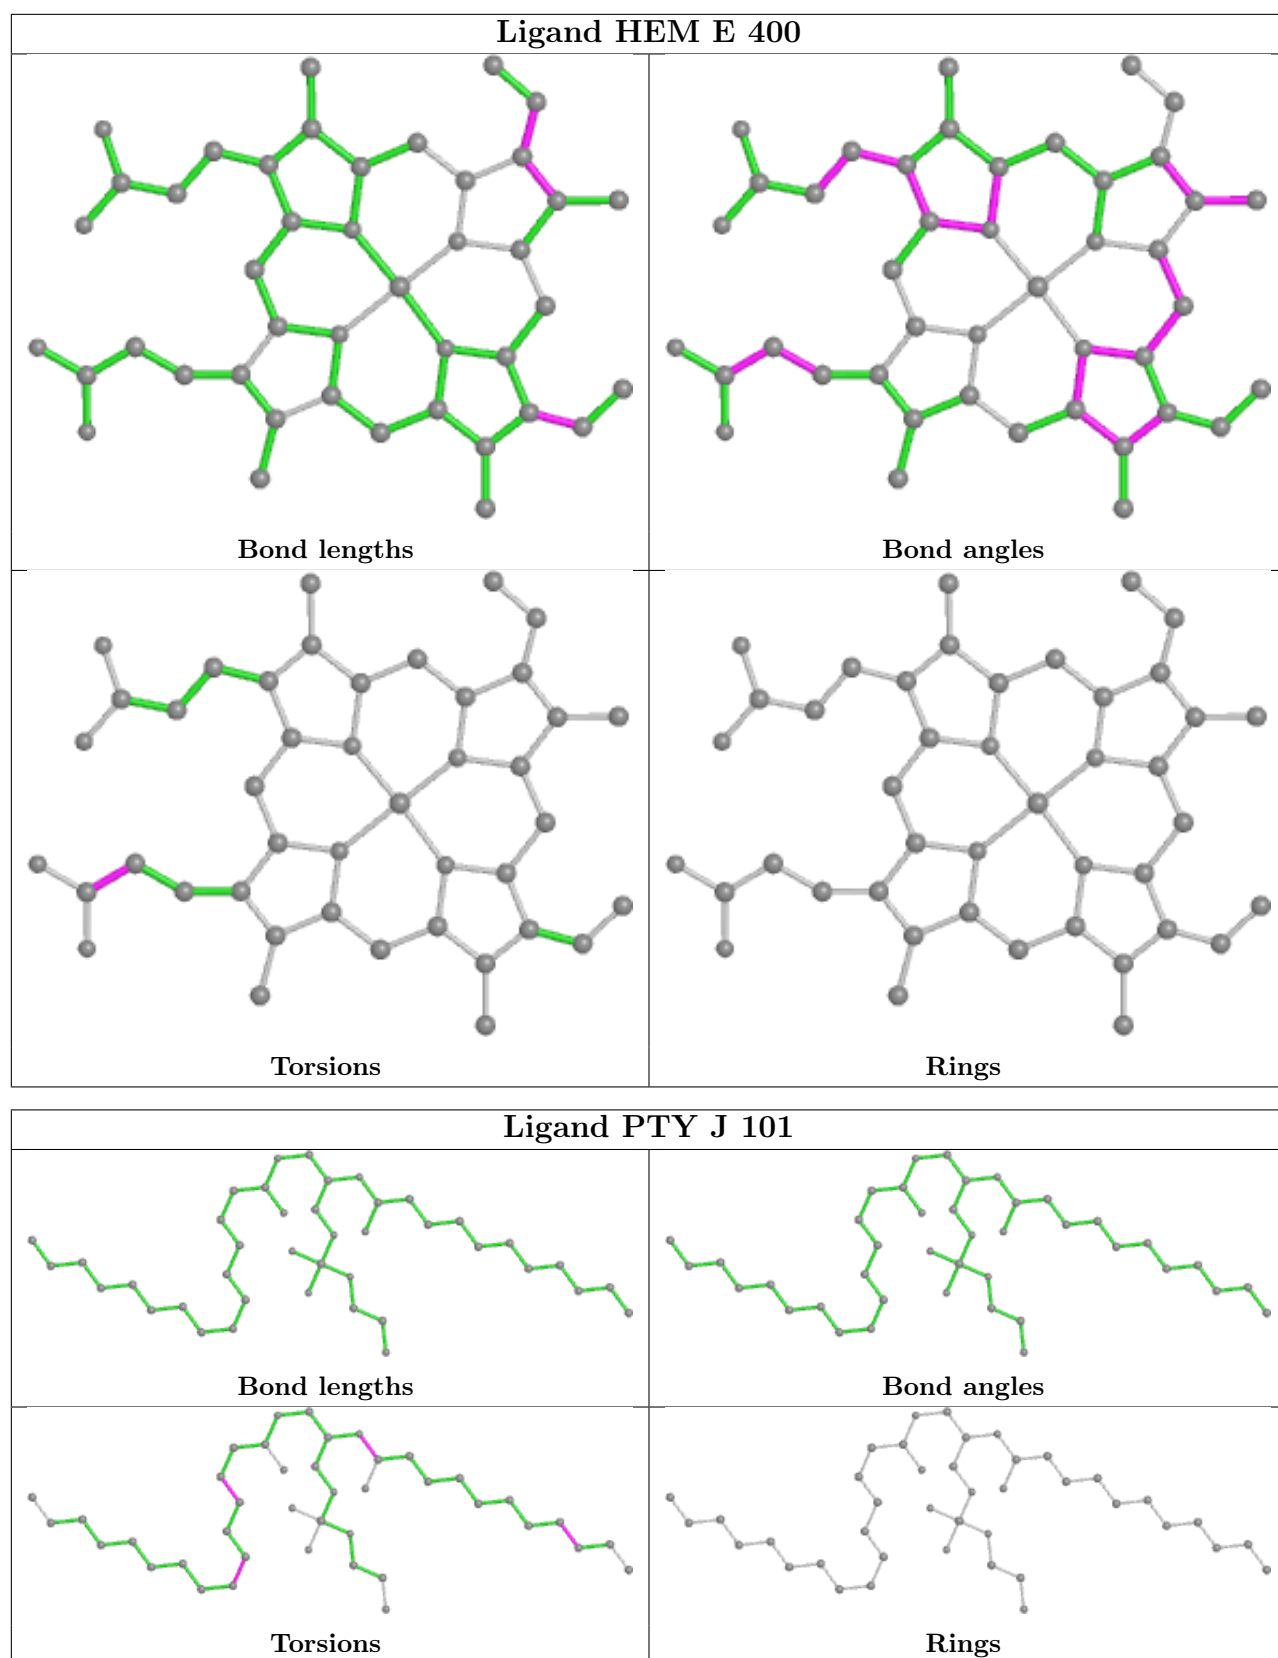 Ligand HEM E 400
Bond lengths
Bond angles
Torsions
Rings
Ligand PTY J 101
Bond lengths
Bond angles
Torsions
Rings